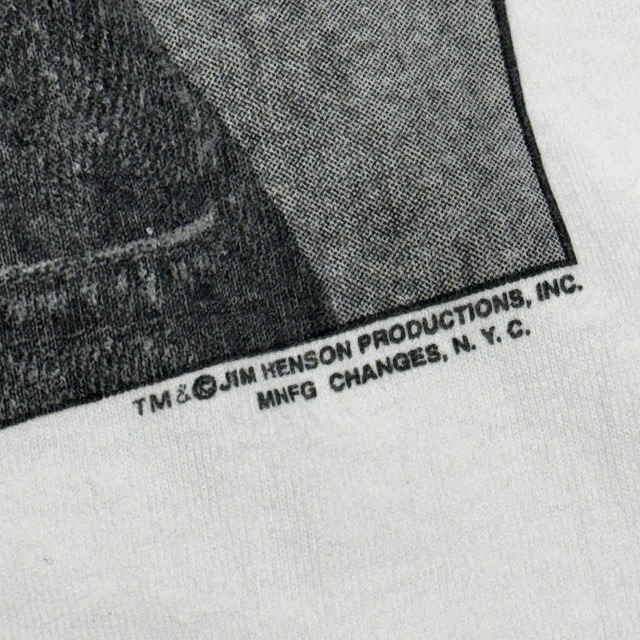 TM & © JIM HENSON PRODUCTIONS, INC.
MNFG CHANGES, N. Y. C.